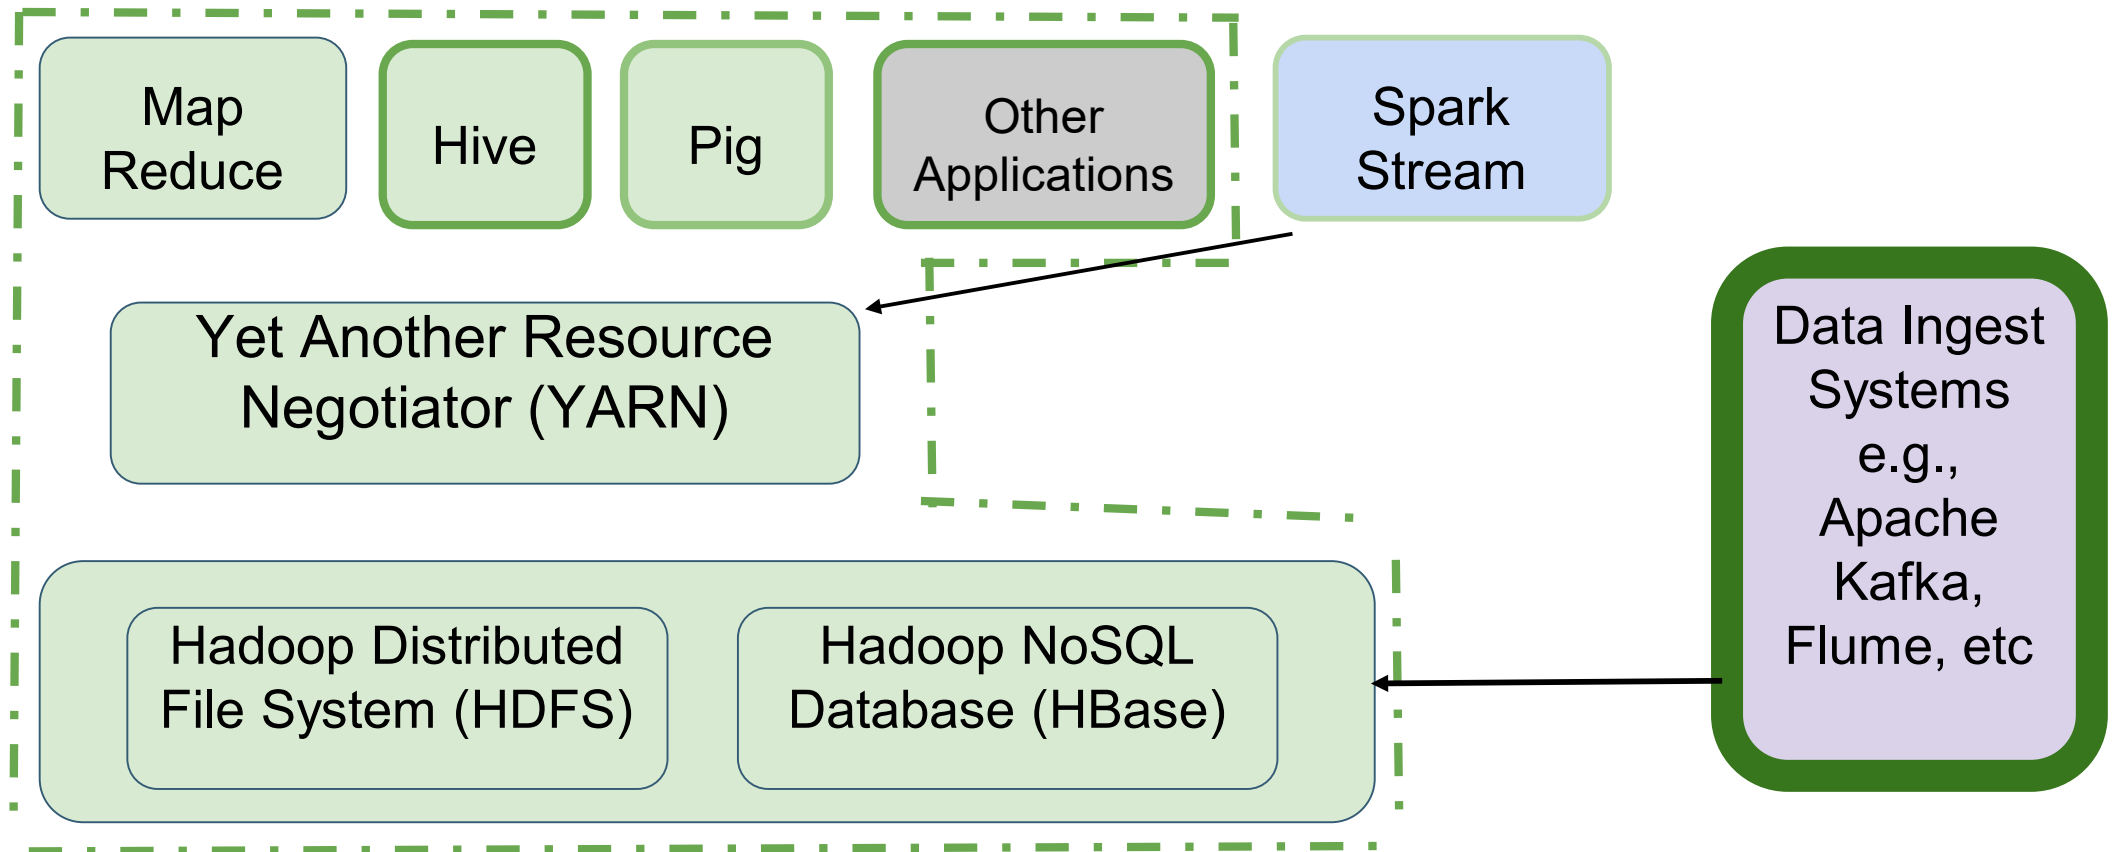 Map
Reduce
Hive
Pig
Other
Applications
Spark
Stream
Yet Another Resource
Negotiator (YARN)
Data Ingest
Systems
e.g.,
Apache
Kafka,
Flume, etc
Hadoop Distributed
File System (HDFS)
Hadoop NoSQL
Database (HBase)